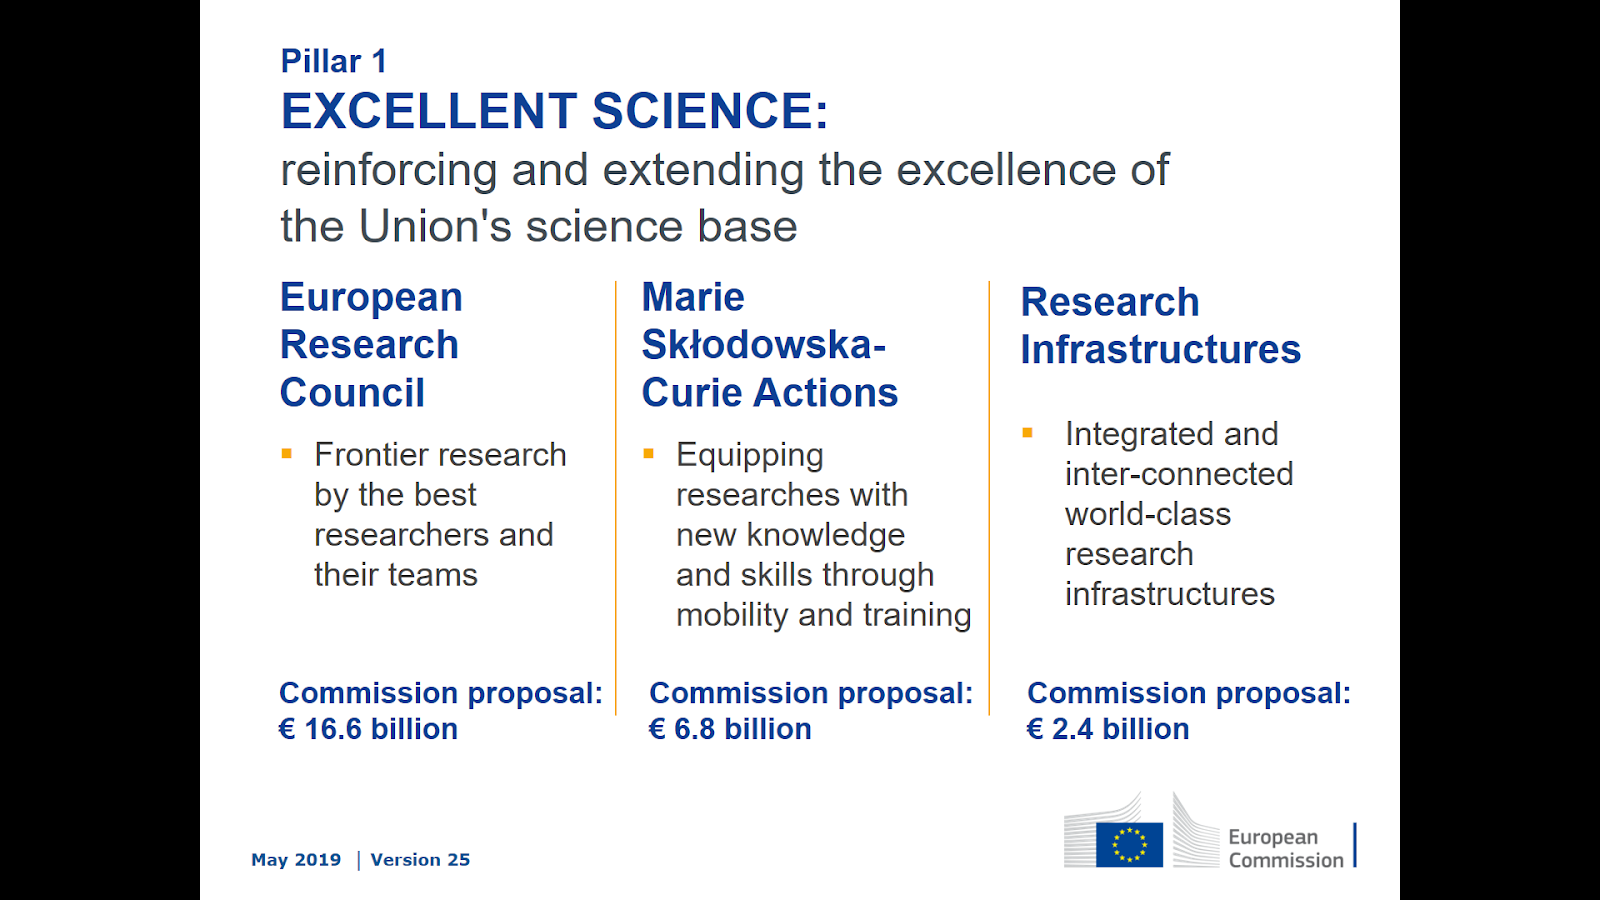 Pillar 1
EXCELLENT SCIENCE:
reinforcing and extending the excellence of
the Union's science base
European
Research
Council
▪ Frontier research
by the best
researchers and
their teams
Commission proposal:
€ 16.6 billion
Marie
Skłodowska-
Curie Actions
▪ Equipping
researches with
new knowledge
and skills through
mobility and training
Commission proposal:
€ 6.8 billion
Research
Infrastructures
▪ Integrated and
inter-connected
world-class
research
infrastructures
Commission proposal:
€ 2.4 billion
May 2019 | Version 25
European
Commission